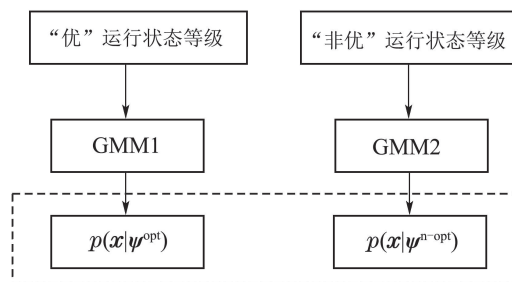 “优”运行状态等级
“非优”运行状态等级
GMM1
GMM2
p(x|ψ^opt)
p(x|ψ^n-opt)